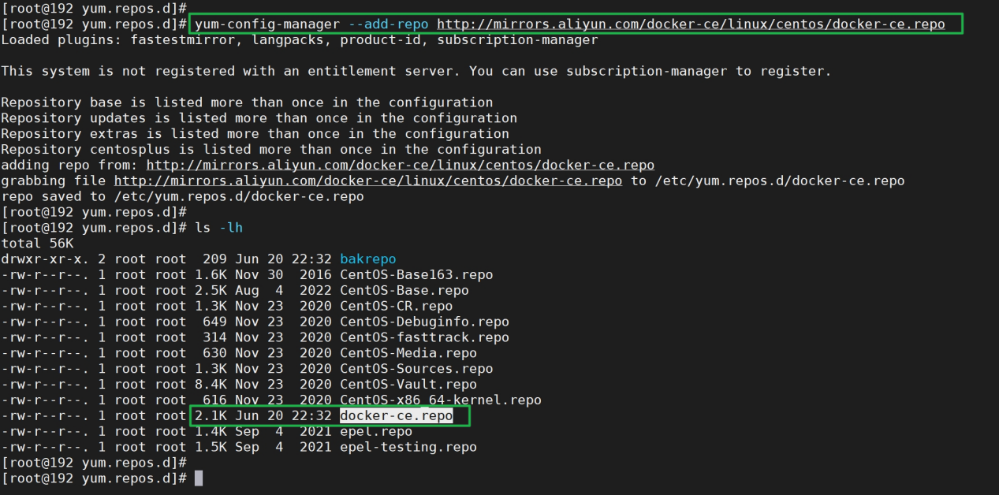 [root@192 yum.repos.d]#
[root@192 yum.repos.d]# yum-config-manager --add-repo http://mirrors.aliyun.com/docker-ce/linux/centos/docker-ce.repo
Loaded plugins: fastestmirror, langpacks, product-id, subscription-manager
This system is not registered with an entitlement server. You can use subscription-manager to register.
Repository base is listed more than once in the configuration
Repository updates is listed more than once in the configuration
Repository extras is listed more than once in the configuration
Repository centosplus is listed more than once in the configuration
adding repo from: http://mirrors.aliyun.com/docker-ce/linux/centos/docker-ce.repo
grabbing file http://mirrors.aliyun.com/docker-ce/linux/centos/docker-ce.repo to /etc/yum.repos.d/docker-ce.repo
repo saved to /etc/yum.repos.d/docker-ce.repo
[root@192 yum.repos.d]#
[root@192 yum.repos.d]# ls -lh
total 56K
drwxr-xr-x. 2 root root  209 Jun 20 22:32 bakrepo
-rw-r--r--. 1 root root 1.6K Nov 30  2016 CentOS-Base163.repo
-rw-r--r--. 1 root root 2.5K Aug  4  2022 CentOS-Base.repo
-rw-r--r--. 1 root root 1.3K Nov 23  2020 CentOS-CR.repo
-rw-r--r--. 1 root root  649 Nov 23  2020 CentOS-Debuginfo.repo
-rw-r--r--. 1 root root  314 Nov 23  2020 CentOS-fasttrack.repo
-rw-r--r--. 1 root root  630 Nov 23  2020 CentOS-Media.repo
-rw-r--r--. 1 root root 1.3K Nov 23  2020 CentOS-Sources.repo
-rw-r--r--. 1 root root 8.4K Nov 23  2020 CentOS-Vault.repo
-rw-r--r--. 1 root root  616 Nov 23  2020 CentOS-x86_64-kernel.repo
-rw-r--r--. 1 root root 2.1K Jun 20 22:32 docker-ce.repo
-rw-r--r--. 1 root root 1.4K Sep  4  2021 epel.repo
-rw-r--r--. 1 root root 1.5K Sep  4  2021 epel-testing.repo
[root@192 yum.repos.d]#
[root@192 yum.repos.d]#